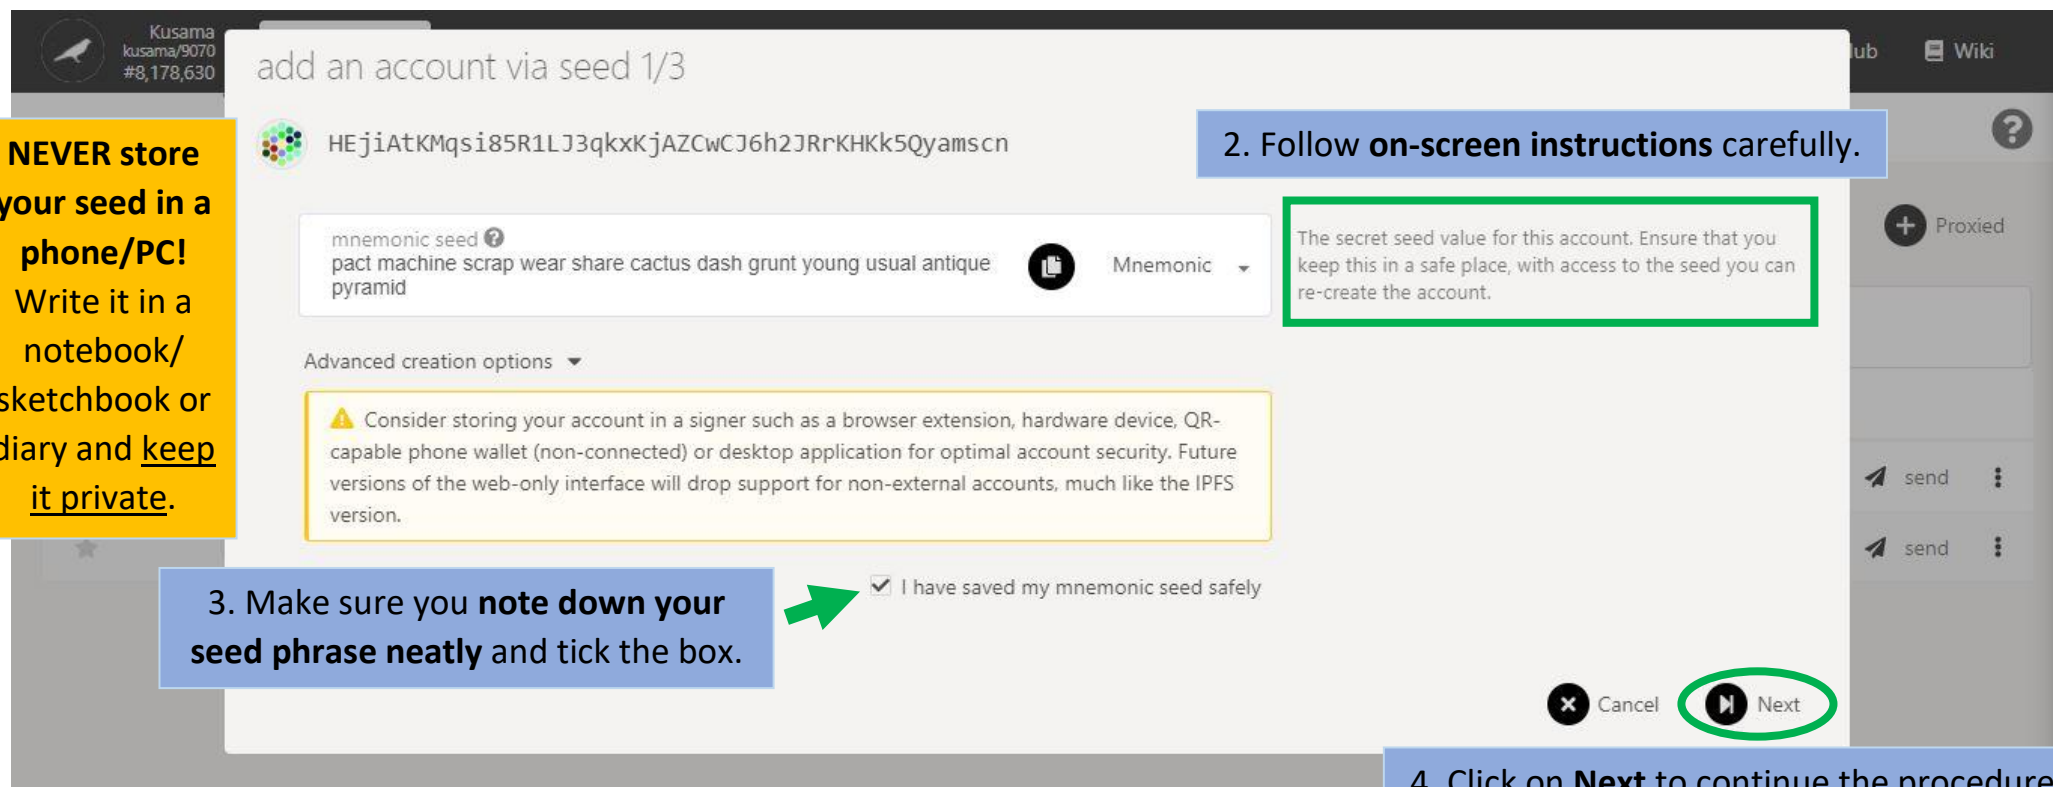 Kusama
kusama/9070
#8,178,630
Wiki
add an account via seed 1/3
HEjiAtKMqsi85R1LJ3qkxKjAZCwCJ6h2JRrKHKk5Qyamscn
2. Follow on-screen instructions carefully.
NEVER store
your seed in a
phone/PC!
Write it in a
notebook/
sketchbook or
diary and keep
it private.
mnemonic seed
pact machine scrap wear share cactus dash grunt young usual antique
pyramid
Mnemonic
The secret seed value for this account. Ensure that you
keep this in a safe place, with access to the seed you can
re-create the account.
Proxied
Advanced creation options
Consider storing your account in a signer such as a browser extension, hardware device, QR-
capable phone wallet (non-connected) or desktop application for optimal account security. Future
versions of the web-only interface will drop support for non-external accounts, much like the IPFS
version.
send
send
I have saved my mnemonic seed safely
3. Make sure you note down your
seed phrase neatly and tick the box.
Cancel
Next
4. Click on Next to continue the procedure